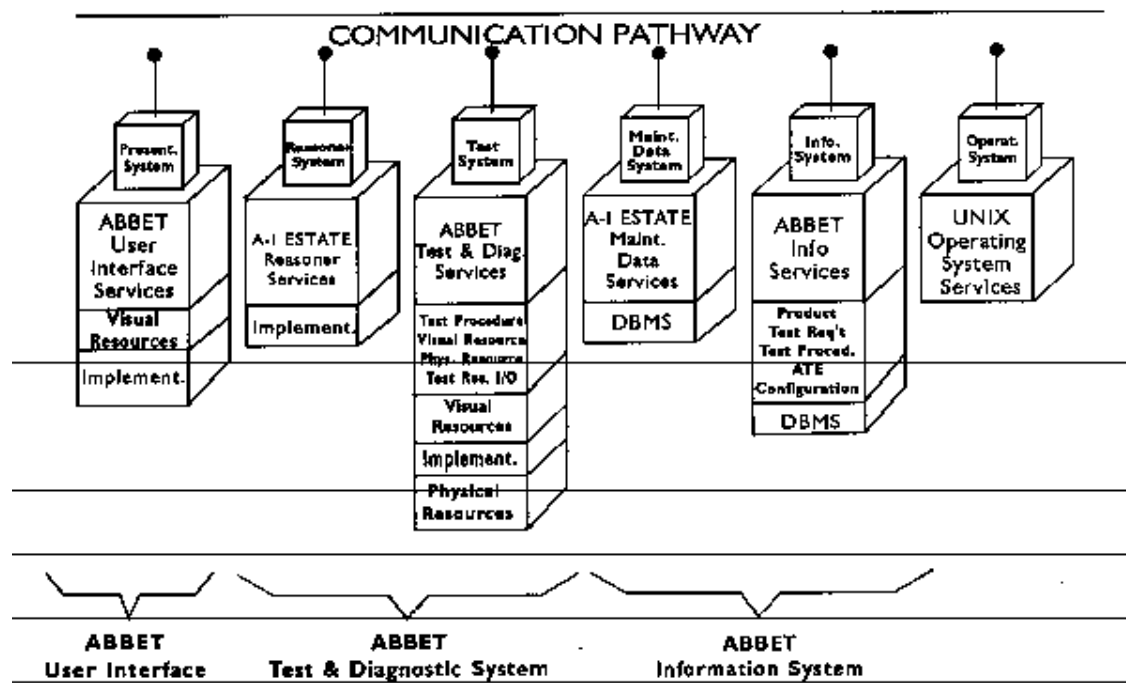 COMMUNICATION PATHWAY
Present.
System
ABBET
User
Interface
Services
Visual
Resources
Implement.
Reasoner
System
A-I ESTATE
Reasoner
Services
Implement.
Test
System
ABBET
Test & Diag.
Services
Test Procedure
Visual Resource
Phys. Resource
Test Res. I/O
Visual
Resources
Implement.
Physical
Resources
Maint.
Data
System
A-I ESTATE
Maint.
Data
Services
DBMS
Info.
System
ABBET
Info
Services
Product
Test Req't
Test Proced.
ATE
Configuration
DBMS
Operat.
System
UNIX
Operating
System
Services
ABBET
User Interface
ABBET
Test & Diagnostic System
ABBET
Information System